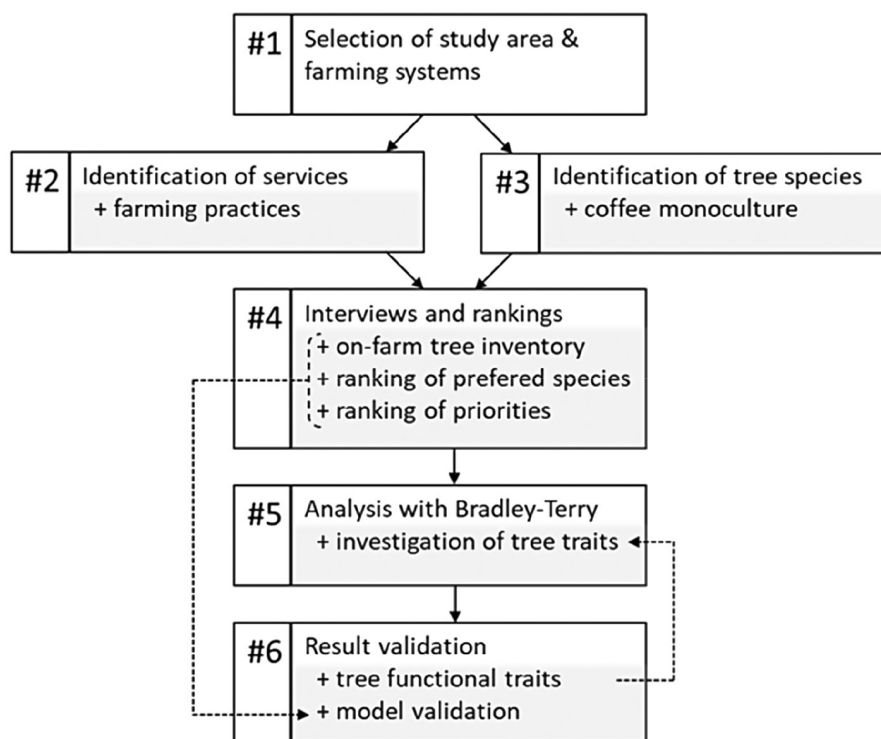 #1
Selection of study area &
farming systems
#2
Identification of services
+ farming practices
#3
Identification of tree species
+ coffee monoculture
#4
Interviews and rankings
+ on-farm tree inventory
+ ranking of prefered species
+ ranking of priorities
#5
Analysis with Bradley-Terry
+ investigation of tree traits
#6
Result validation
+ tree functional traits
+ model validation